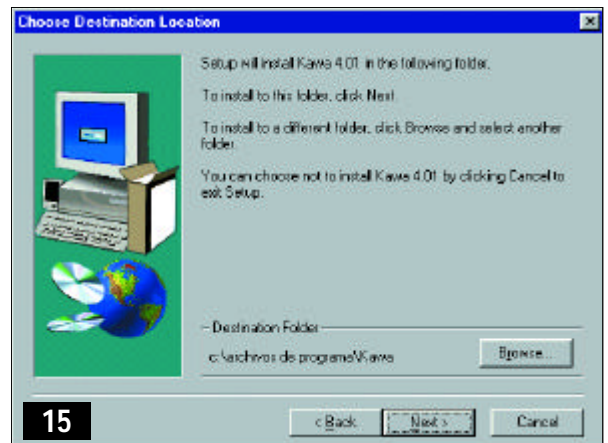 Choose Destination Location
Setup will install Kawa 4.01 in the following folder.
To install to this folder, click Next.
To install to a different folder, click Browse and select another
folder.
You can choose not to install Kawa 4.01 by clicking Cancel to
exit Setup.
Destination Folder
c:\archivos de programa\Kawa
Browse...
15
< Back
Next >
Cancel